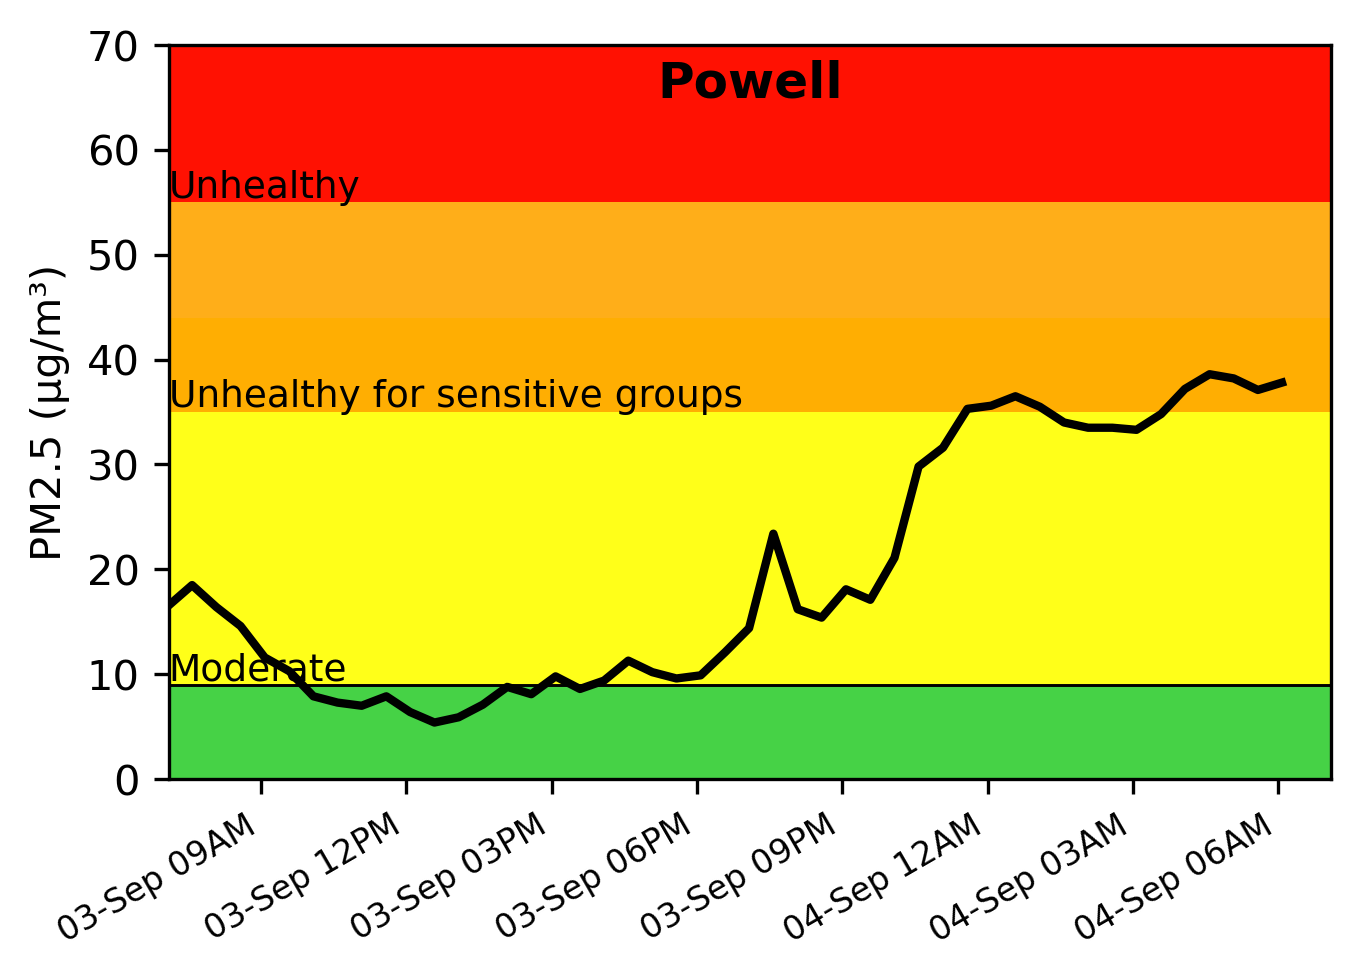 Powell
PM2.5 (µg/m³)
70
60
50
40
30
20
10
0
Unhealthy
Unhealthy for sensitive groups
Moderate
03-Sep 09AM
03-Sep 12PM
03-Sep 03PM
03-Sep 06PM
03-Sep 09PM
04-Sep 12AM
04-Sep 03AM
04-Sep 06AM